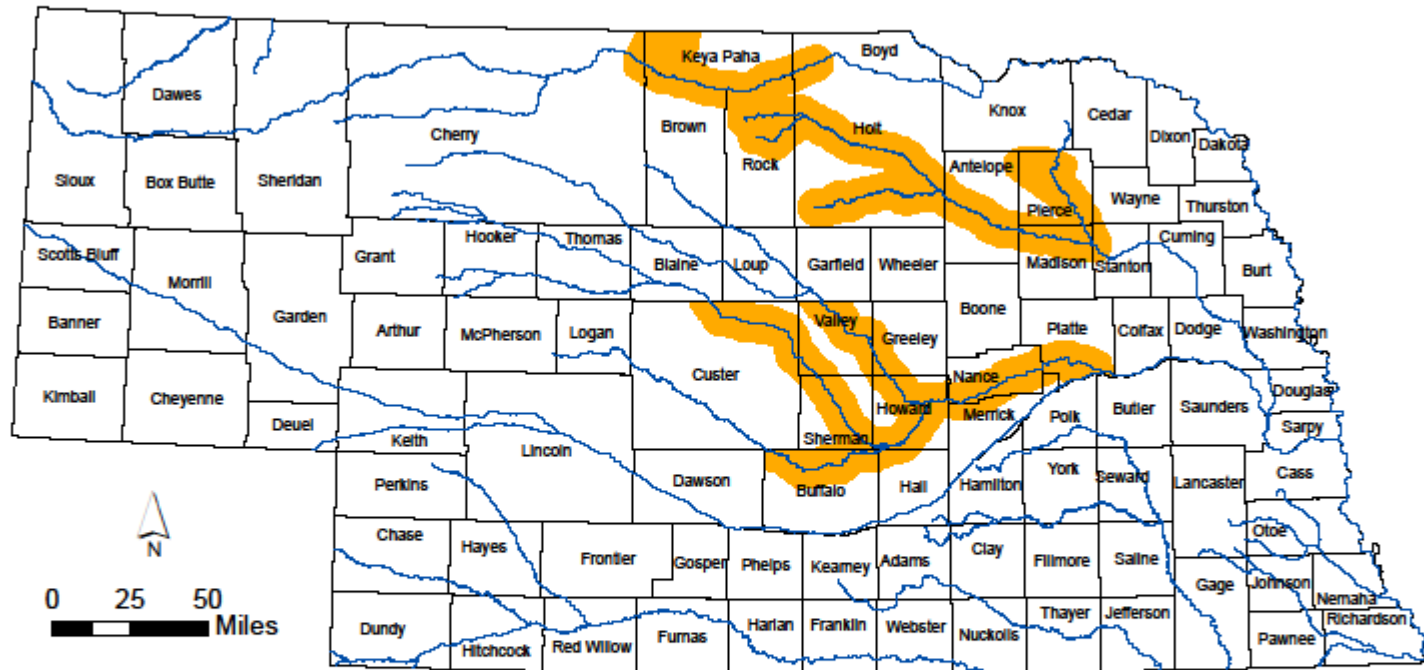 Keya Paha
Boyd
Dawes
Knox
Cedar
Cherry
Brown
Holt
Dixon
Dakota
Sioux
Box Butte
Sheridan
Rock
Antelope
Pierce
Wayne
Thurston
Scotts Bluff
Grant
Hooker
Thomas
Blaine
Loup
Garfield
Wheeler
Madison
Stanton
Cuming
Burt
Morrill
Banner
Garden
Arthur
McPherson
Logan
Valley
Greeley
Boone
Platte
Colfax
Dodge
Washington
Kimball
Cheyenne
Custer
Nance
Howard
Merrick
Polk
Butler
Saunders
Douglas
Deuel
Keith
Lincoln
Sherman
Sarpy
Perkins
Dawson
Buffalo
Hall
Hamilton
York
Seward
Lancaster
Cass
N
Chase
Hayes
Frontier
Gosper
Phelps
Kearney
Adams
Clay
Fillmore
Saline
Otoe
Gage
Johnson
Nemaha
0 25 50
Miles
Dundy
Hitchcock
Red Willow
Furnas
Harlan
Franklin
Webster
Nuckolls
Thayer
Jefferson
Pawnee
Richardson